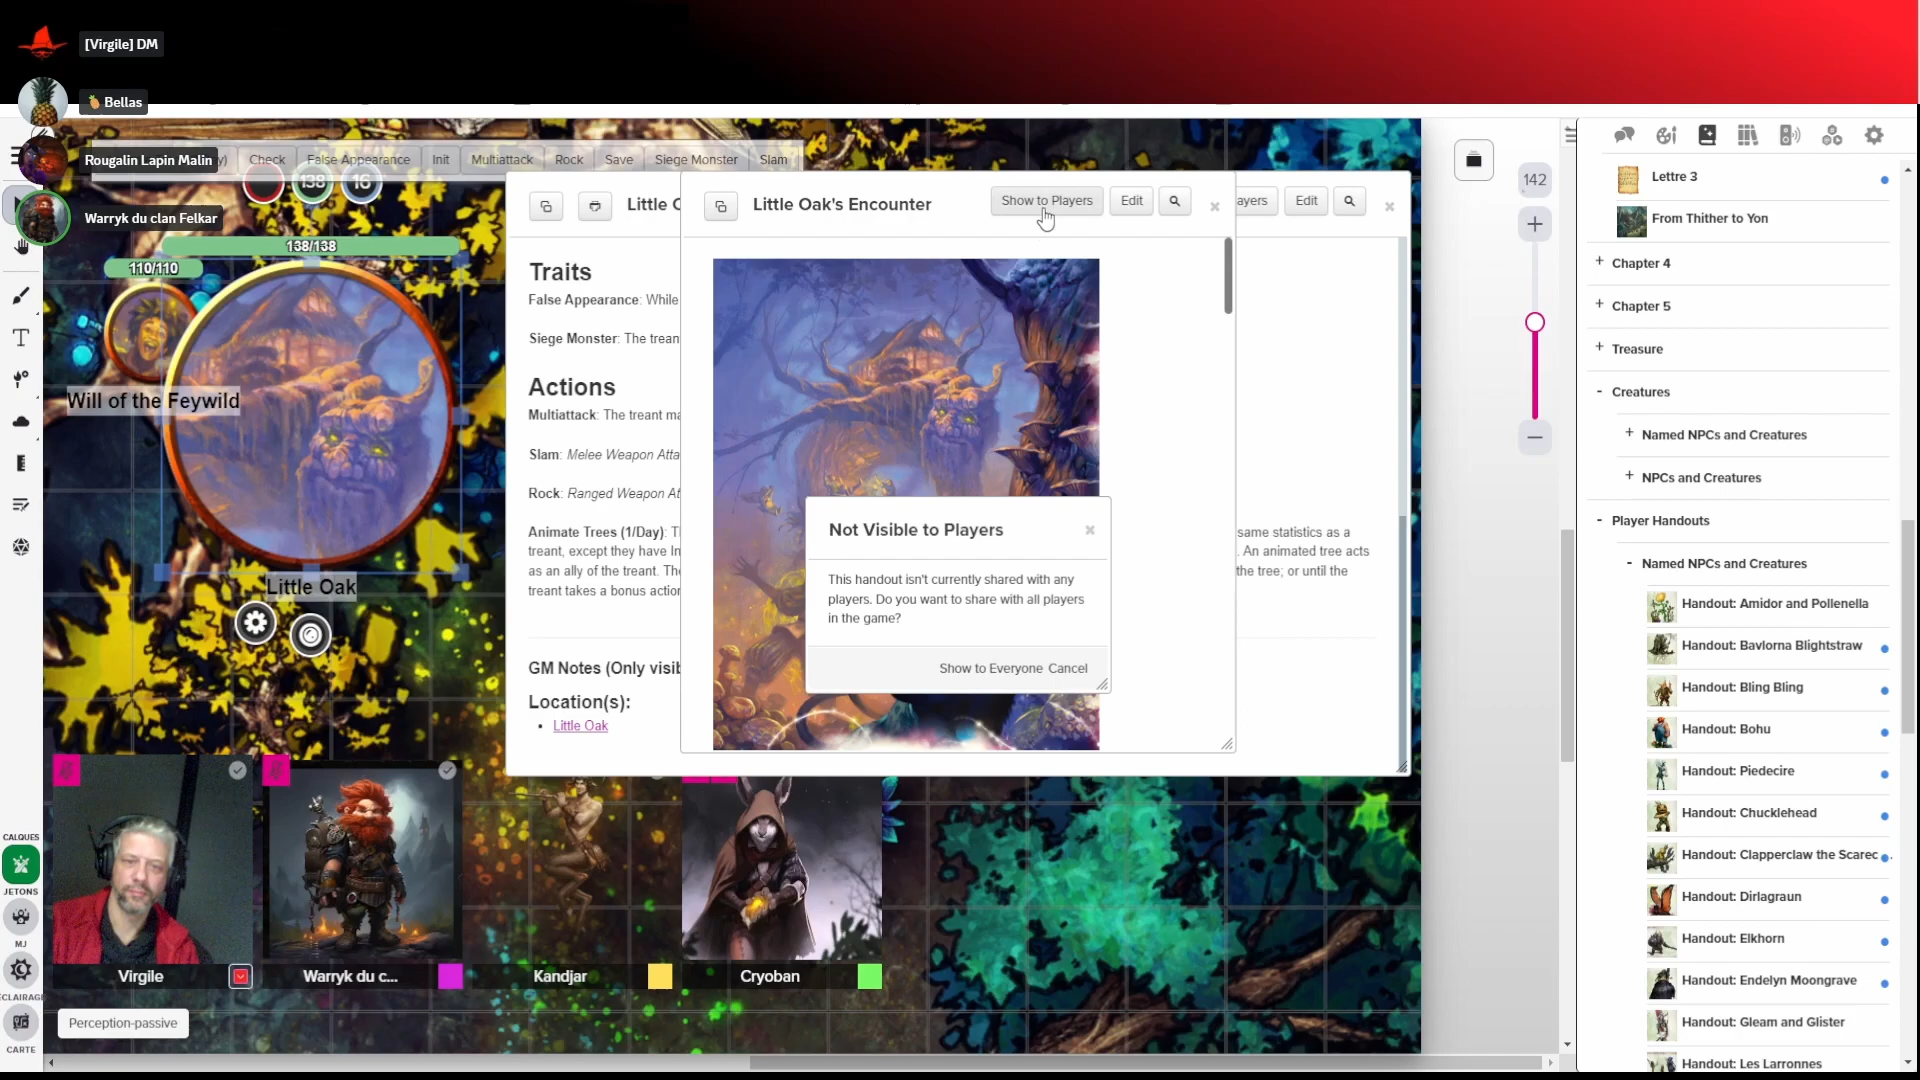 [Virgile] DM
Bellas
Rougalin Lapin Malin
Check
False Appearance
Init
Multiattack
Rock
Save
Siege Monster
Slam
138
16
Warryk du clan Felkar
138/138
110/110
Will of the Feywild
Little Oak
Little O
Traits
False Appearance: While
Siege Monster: The trean
Actions
Multiattack: The treant ma
Slam: Melee Weapon Atta
Rock: Ranged Weapon At
Animate Trees (1/Day): T
treant, except they have In
as an ally of the treant. The
treant takes a bonus action
same statistics as a
. An animated tree acts
the tree; or until the
GM Notes (Only visib
Location(s):
Little Oak
Little Oak's Encounter
Show to Players
Edit
ayers
Edit
Not Visible to Players
This handout isn't currently shared with any
players. Do you want to share with all players
in the game?
Show to Everyone Cancel
142
Lettre 3
From Thither to Yon
+ Chapter 4
+ Chapter 5
+ Treasure
- Creatures
+ Named NPCs and Creatures
+ NPCs and Creatures
- Player Handouts
- Named NPCs and Creatures
Handout: Amidor and Pollenella
Handout: Bavlorna Blightstraw
Handout: Bling Bling
Handout: Bohu
Handout: Piedecire
Handout: Chucklehead
Handout: Clapperclaw the Scarec
Handout: Dirlagraun
Handout: Elkhorn
Handout: Endelyn Moongrave
Handout: Gleam and Glister
Handout: Les Larronnes
CALQUES
JETONS
MJ
ECLAIRAGE
CARTE
Virgile
Warryk du c...
Kandjar
Cryoban
Perception-passive